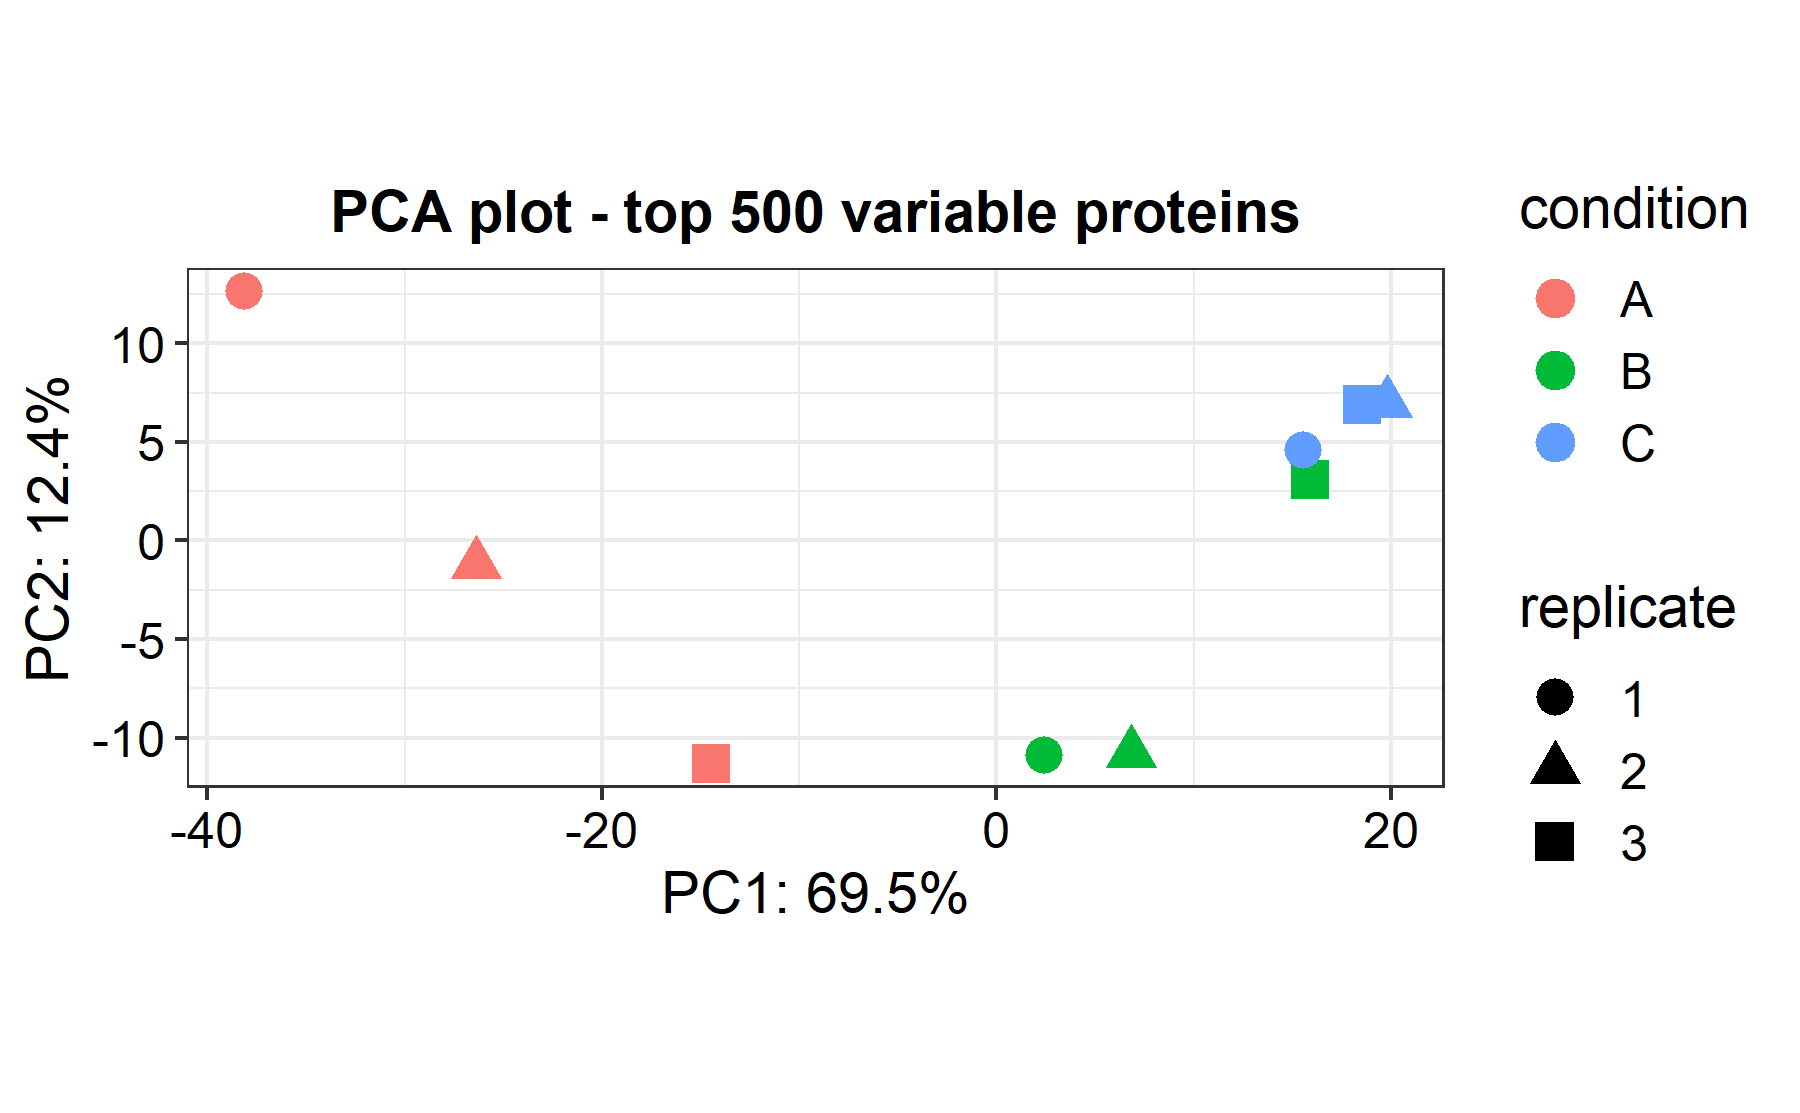 PCA plot - top 500 variable proteins
condition
A
B
C
replicate
1
2
3
10
5
0
-5
-10
PC2: 12.4%
-40
-20
0
20
PC1: 69.5%